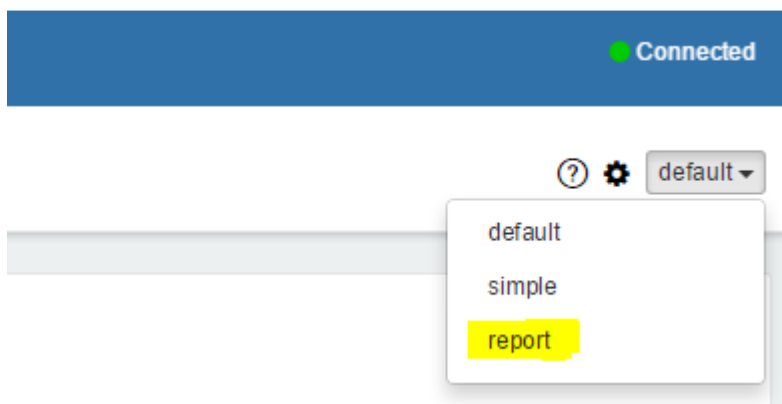 Connected
? default
default
simple
report